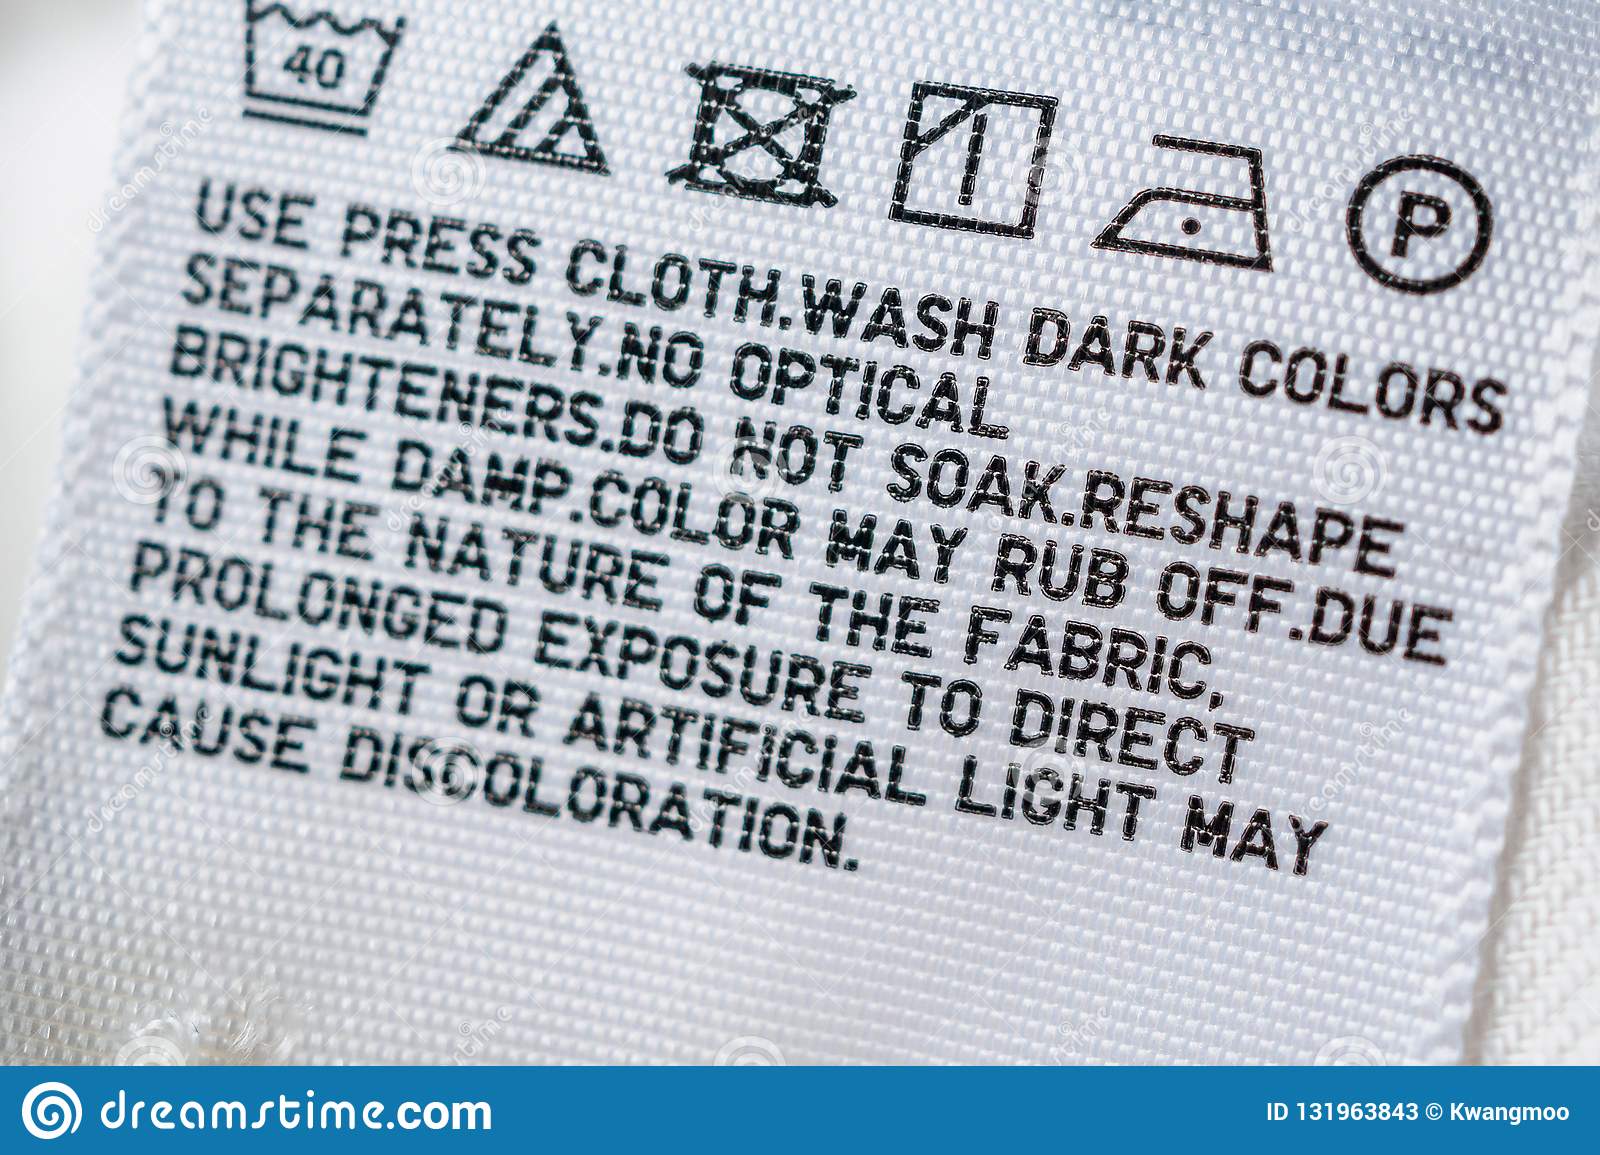 40
P
USE PRESS CLOTH.WASH DARK COLORS
SEPARATELY.NO OPTICAL
BRIGHTENERS.DO NOT SOAK.RESHAPE
WHILE DAMP.COLOR MAY RUB OFF.DUE
TO THE NATURE OF THE FABRIC,
PROLONGED EXPOSURE TO DIRECT
SUNLIGHT OR ARTIFICIAL LIGHT MAY
CAUSE DISCOLORATION.
dreamstime.com
ID 131963843 © Kwangmoo